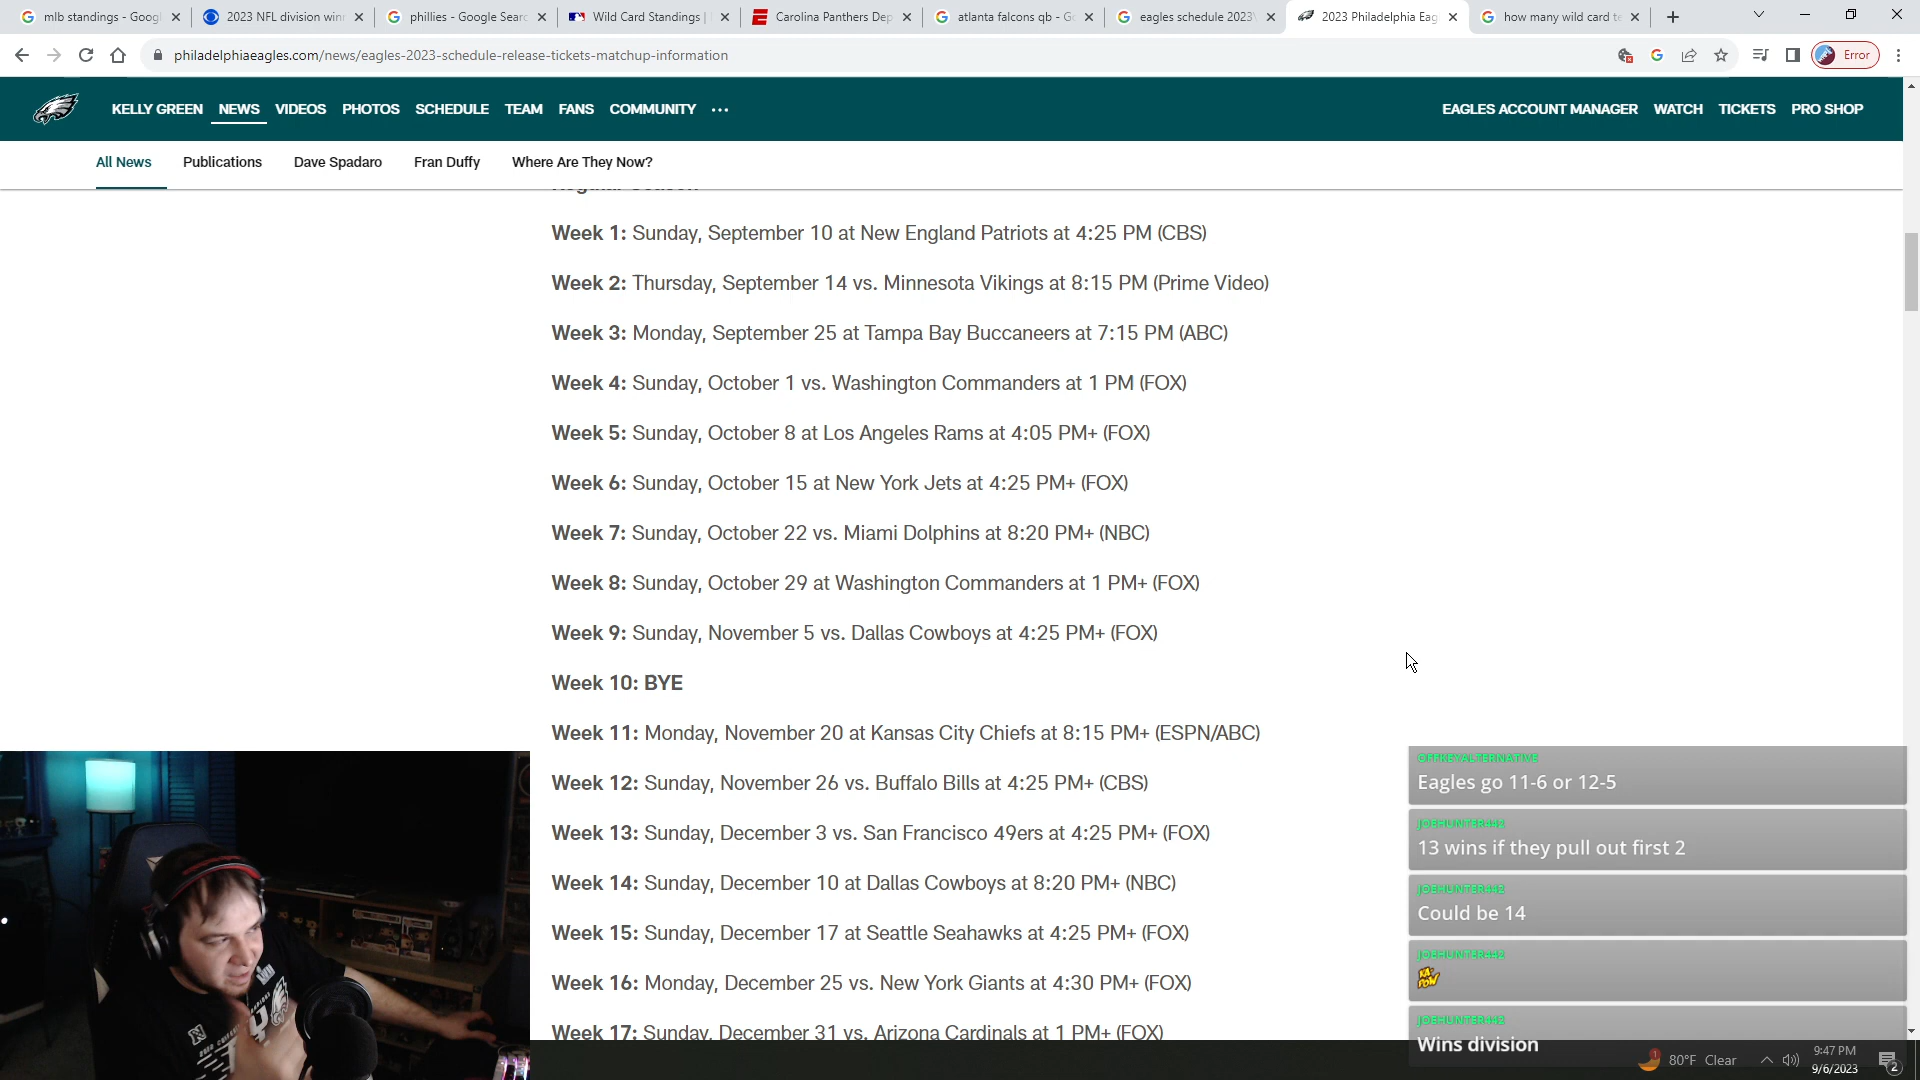 mlb standings - Googl
2023 NFL division winn
phillies - Google Searc
Wild Card Standings |
Carolina Panthers Dep
atlanta falcons qb - Go
eagles schedule 2023
2023 Philadelphia Eag
how many wild card te
philadelphiaeagles.com/news/eagles-2023-schedule-release-tickets-matchup-information
Error
KELLY GREEN NEWS VIDEOS PHOTOS SCHEDULE TEAM FANS COMMUNITY ...
EAGLES ACCOUNT MANAGER WATCH TICKETS PRO SHOP
All News Publications Dave Spadaro Fran Duffy Where Are They Now?
Week 1: Sunday, September 10 at New England Patriots at 4:25 PM (CBS)
Week 2: Thursday, September 14 vs. Minnesota Vikings at 8:15 PM (Prime Video)
Week 3: Monday, September 25 at Tampa Bay Buccaneers at 7:15 PM (ABC)
Week 4: Sunday, October 1 vs. Washington Commanders at 1 PM (FOX)
Week 5: Sunday, October 8 at Los Angeles Rams at 4:05 PM+ (FOX)
Week 6: Sunday, October 15 at New York Jets at 4:25 PM+ (FOX)
Week 7: Sunday, October 22 vs. Miami Dolphins at 8:20 PM+ (NBC)
Week 8: Sunday, October 29 at Washington Commanders at 1 PM+ (FOX)
Week 9: Sunday, November 5 vs. Dallas Cowboys at 4:25 PM+ (FOX)
Week 10: BYE
Week 11: Monday, November 20 at Kansas City Chiefs at 8:15 PM+ (ESPN/ABC)
Week 12: Sunday, November 26 vs. Buffalo Bills at 4:25 PM+ (CBS)
Week 13: Sunday, December 3 vs. San Francisco 49ers at 4:25 PM+ (FOX)
Week 14: Sunday, December 10 at Dallas Cowboys at 8:20 PM+ (NBC)
Week 15: Sunday, December 17 at Seattle Seahawks at 4:25 PM+ (FOX)
Week 16: Monday, December 25 vs. New York Giants at 4:30 PM+ (FOX)
Week 17: Sunday, December 31 vs. Arizona Cardinals at 1 PM+ (FOX)
OFFKEYALTERNATIVE
Eagles go 11-6 or 12-5
JOEHUNTER442
13 wins if they pull out first 2
JOEHUNTER442
Could be 14
JOEHUNTER442
KA-POW
JOEHUNTER442
Wins division
80°F Clear
9:47 PM
9/6/2023
2